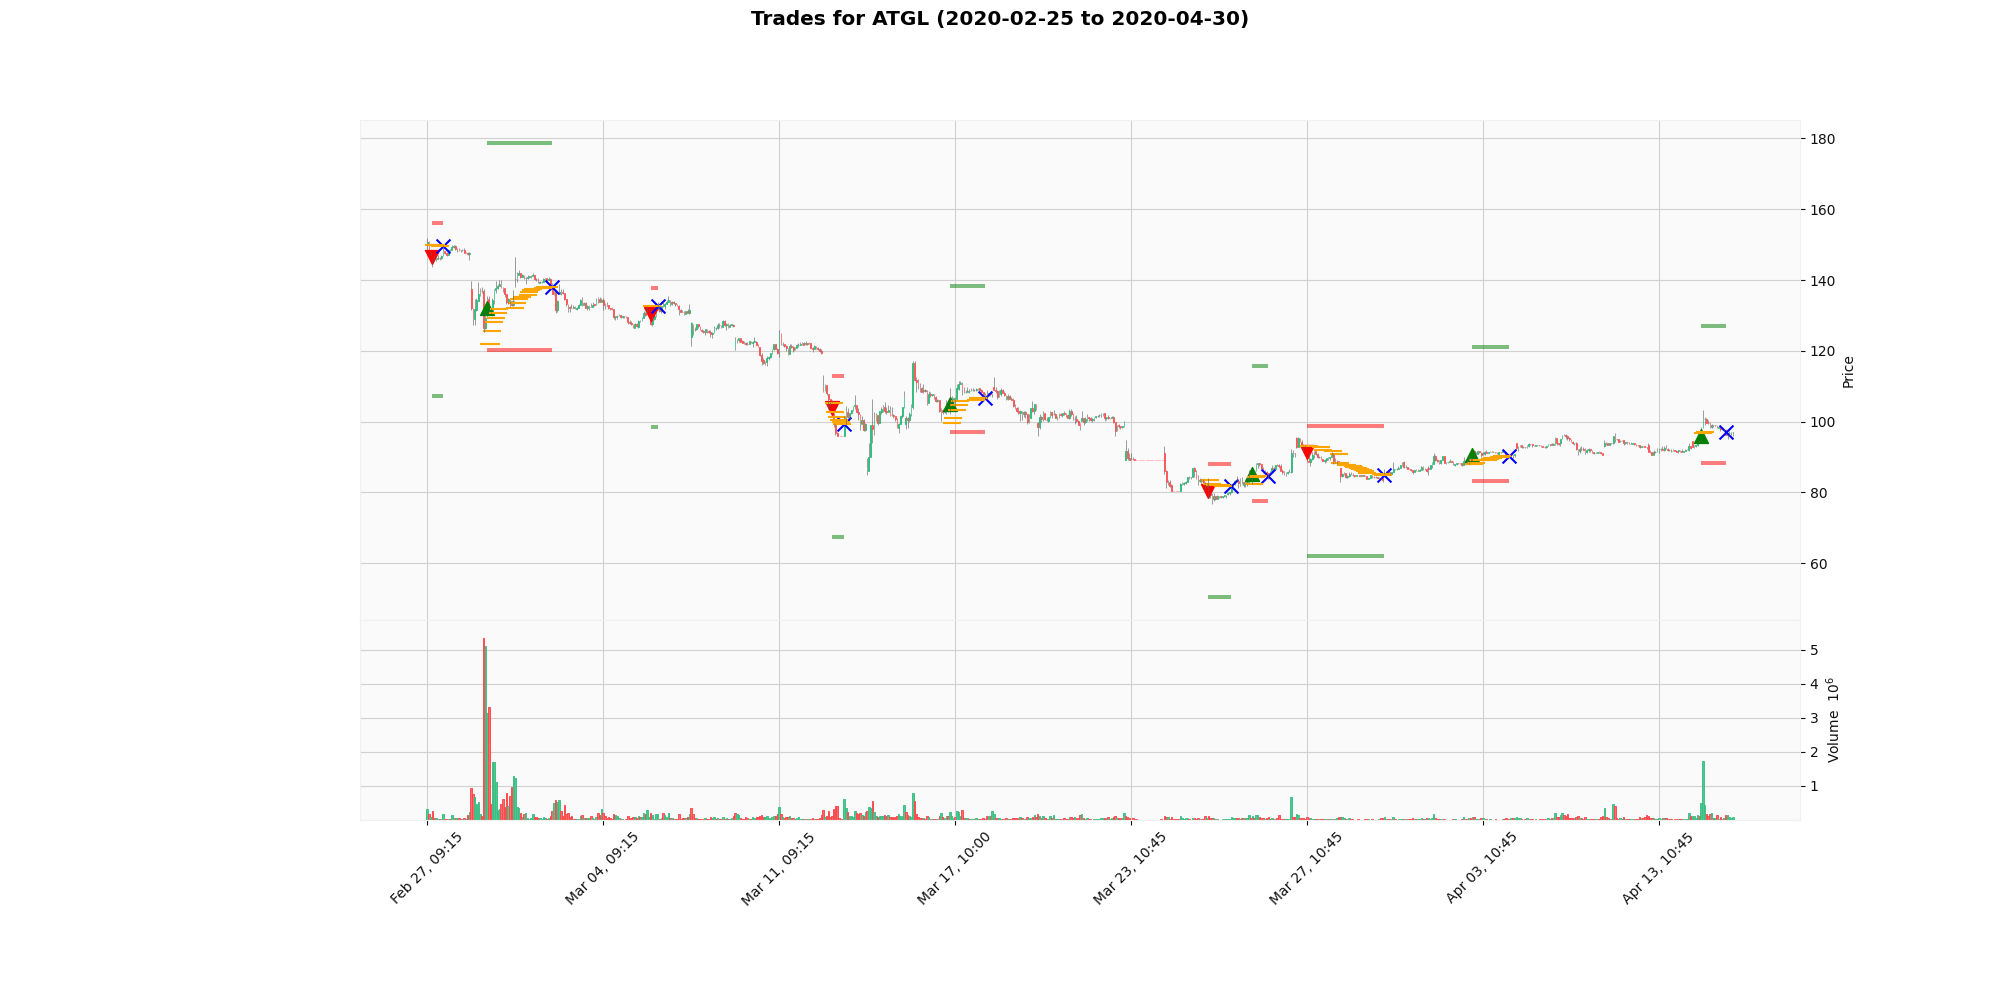 Trades for ATGL (2020-02-25 to 2020-04-30)
180
160
140
120
100
80
60
Price
5
4
3
2
1
Volume 10^6
Feb 27, 09:15
Mar 04, 09:15
Mar 11, 09:15
Mar 17, 10:00
Mar 23, 10:45
Mar 27, 10:45
Apr 03, 10:45
Apr 13, 10:45